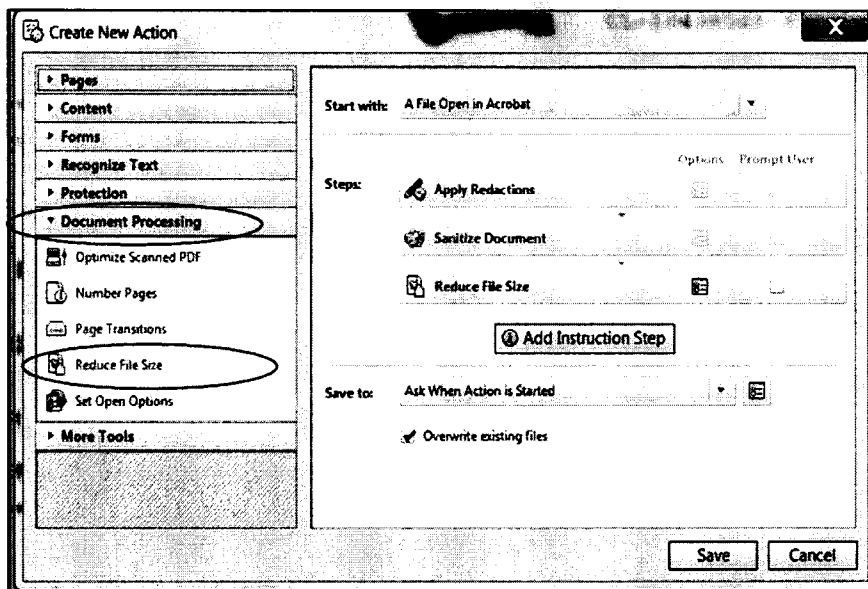 Create New Action
Pages
Content
Forms
Recognize Text
Protection
Document Processing
Optimize Scanned PDF
Number Pages
Page Transitions
Reduce File Size
Set Open Options
More Tools
Start with: A File Open in Acrobat
Options Prompt User
Steps: Apply Redactions
Sanitize Document
Reduce File Size
Add Instruction Step
Save to: Ask When Action is Started
Overwrite existing files
Save Cancel